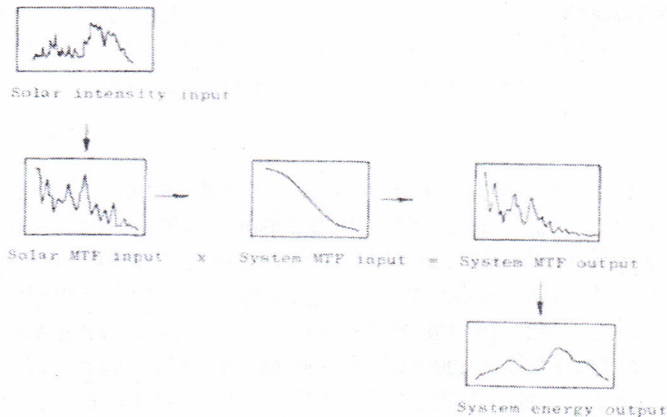 Solar intensity input
Solar MTF input x System MTF input = System MTF output
System energy output